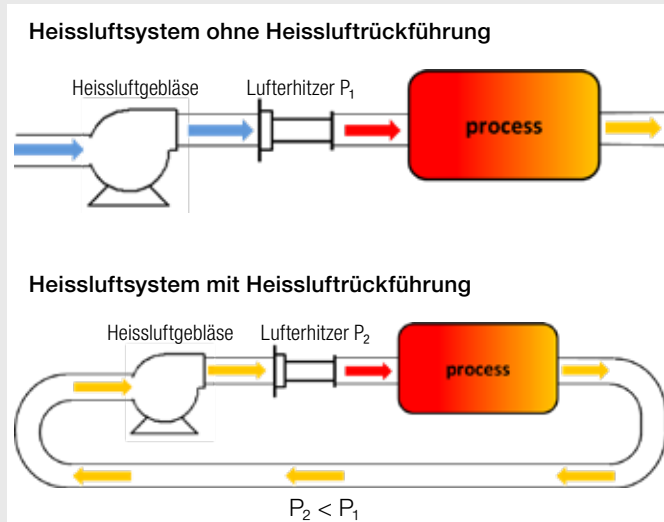 Heissluftsystem ohne Heissluftrückführung
Heissluftgebläse Lufterhitzer P₁
process
Heissluftsystem mit Heissluftrückführung
Heissluftgebläse Lufterhitzer P₂
process
P₂ < P₁